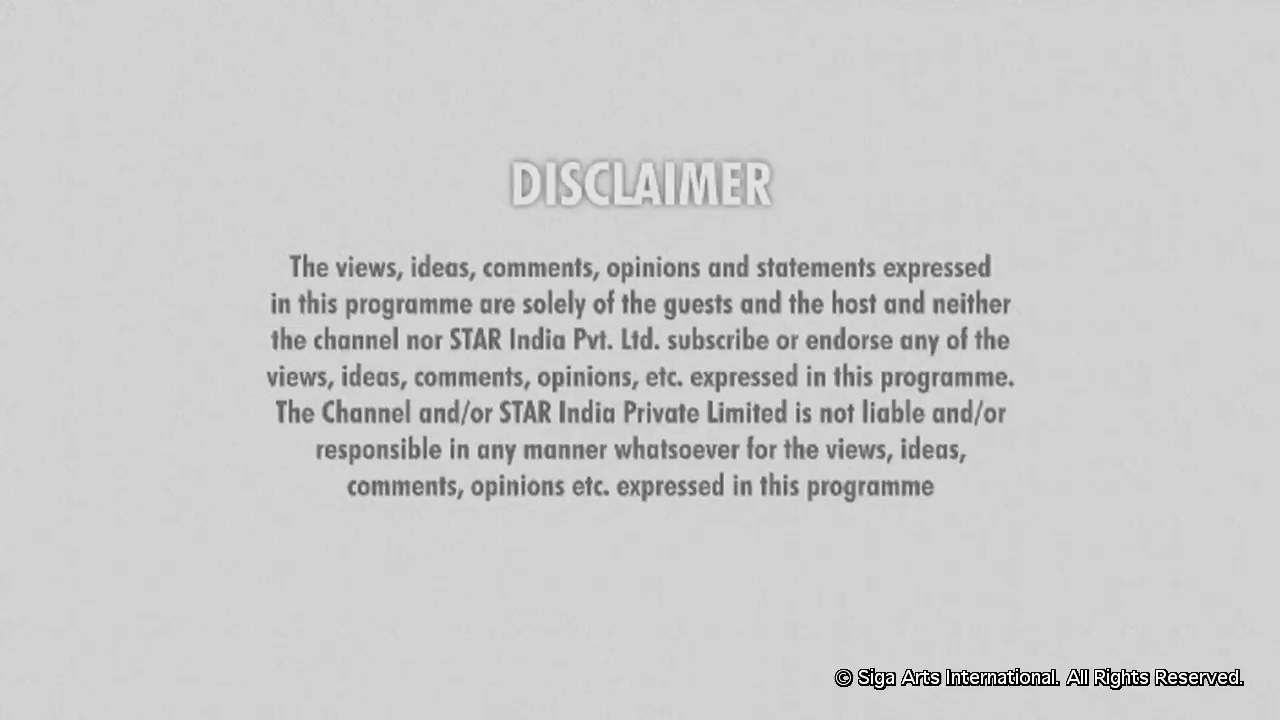 DISCLAIMER
The views, ideas, comments, opinions and statements expressed
in this programme are solely of the guests and the host and neither
the channel nor STAR India Pvt. Ltd. subscribe or endorse any of the
views, ideas, comments, opinions, etc. expressed in this programme.
The Channel and/or STAR India Private Limited is not liable and/or
responsible in any manner whatsoever for the views, ideas,
comments, opinions etc. expressed in this programme
© Siga Arts International. All Rights Reserved.